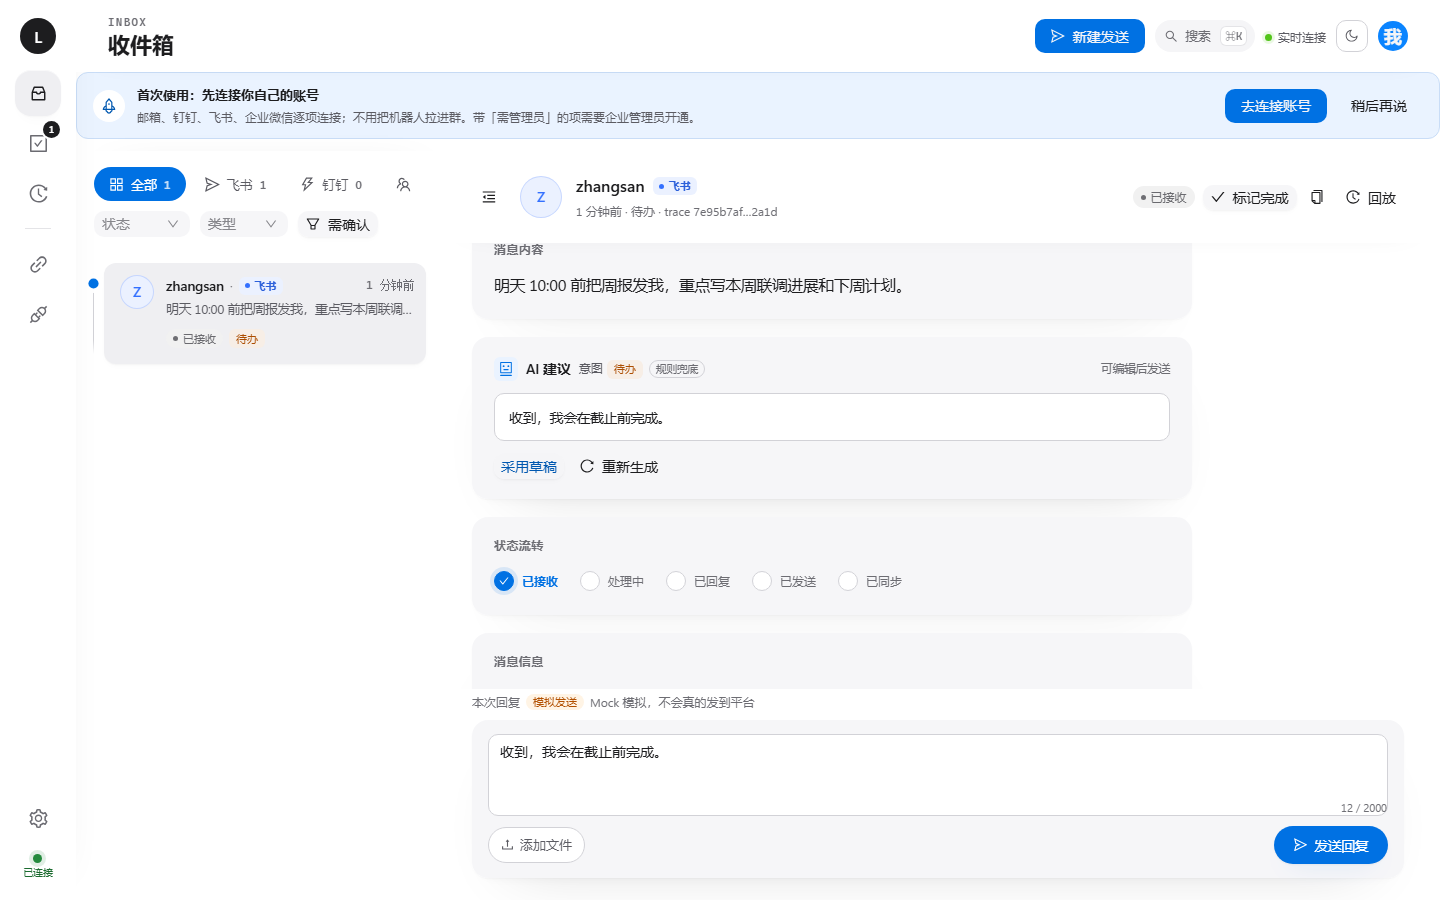 L
INBOX
收件箱
新建发送
搜索 ⌘K
实时连接
我
1
首次使用：先连接你自己的账号
邮箱、钉钉、飞书、企业微信逐项连接；不用把机器人拉进群。带「需管理员」的项需要企业管理员开通。
去连接账号
稍后再说
全部 1
飞书 1
钉钉 0
状态
类型
需确认
Z
zhangsan · 飞书
1 分钟前
明天 10:00 前把周报发我，重点写本周联调...
已接收
待办
Z
zhangsan 飞书
1 分钟前 · 待办 · trace 7e95b7af...2a1d
已接收
标记完成
回放
消息内容
明天 10:00 前把周报发我，重点写本周联调进展和下周计划。
AI 建议 意图 待办 规则兜底
可编辑后发送
收到，我会在截止前完成。
采用草稿
重新生成
状态流转
已接收
处理中
已回复
已发送
已同步
消息信息
本次回复 模拟发送 Mock 模拟，不会真的发到平台
收到，我会在截止前完成。
12 / 2000
添加文件
发送回复
已连接